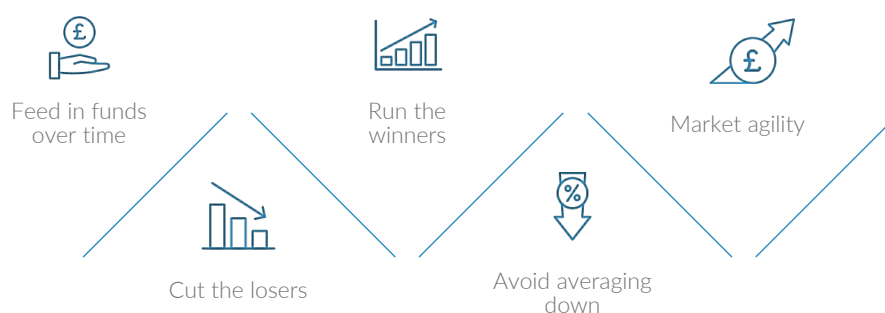 £
Feed in funds
over time
Cut the losers
Run the
winners
%
Avoid averaging
down
£
Market agility